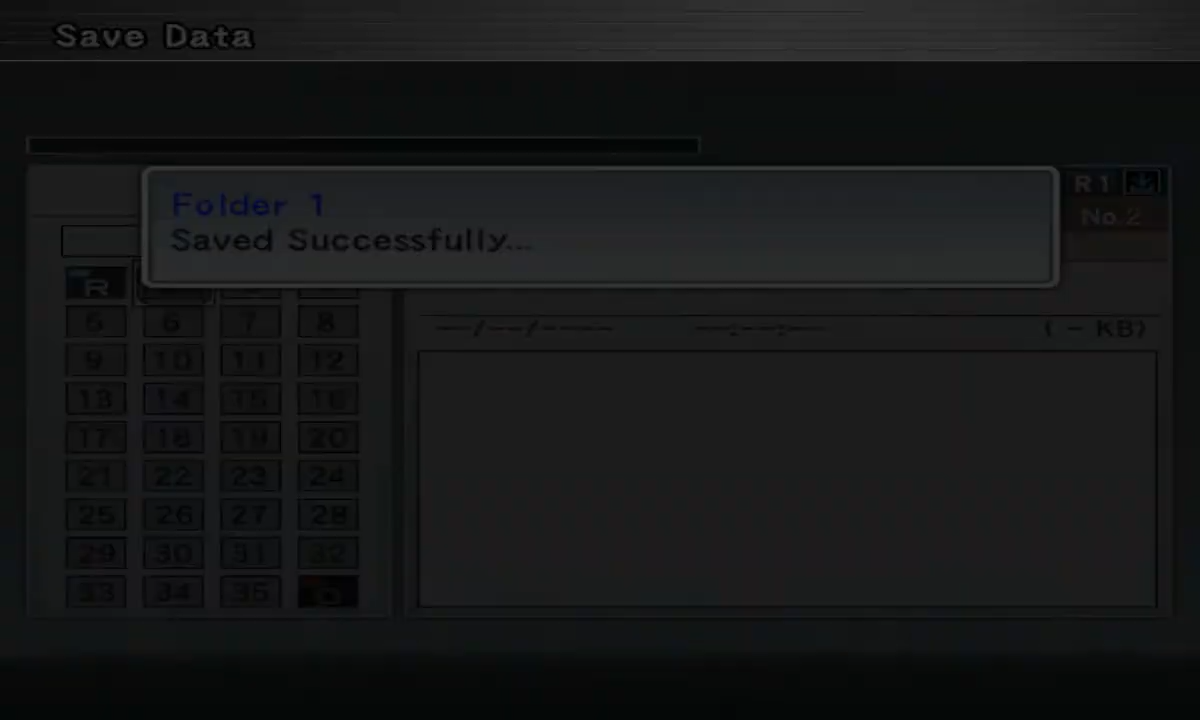 Save Data
Folder 1
Saved Successfully...
R1
No.2
R
5 6 7 8
--/--/---- --:--:-- ( - KB)
9 10 11 12
13 14 15 16
17 18 19 20
21 22 23 24
25 26 27 28
29 30 31 32
33 34 35